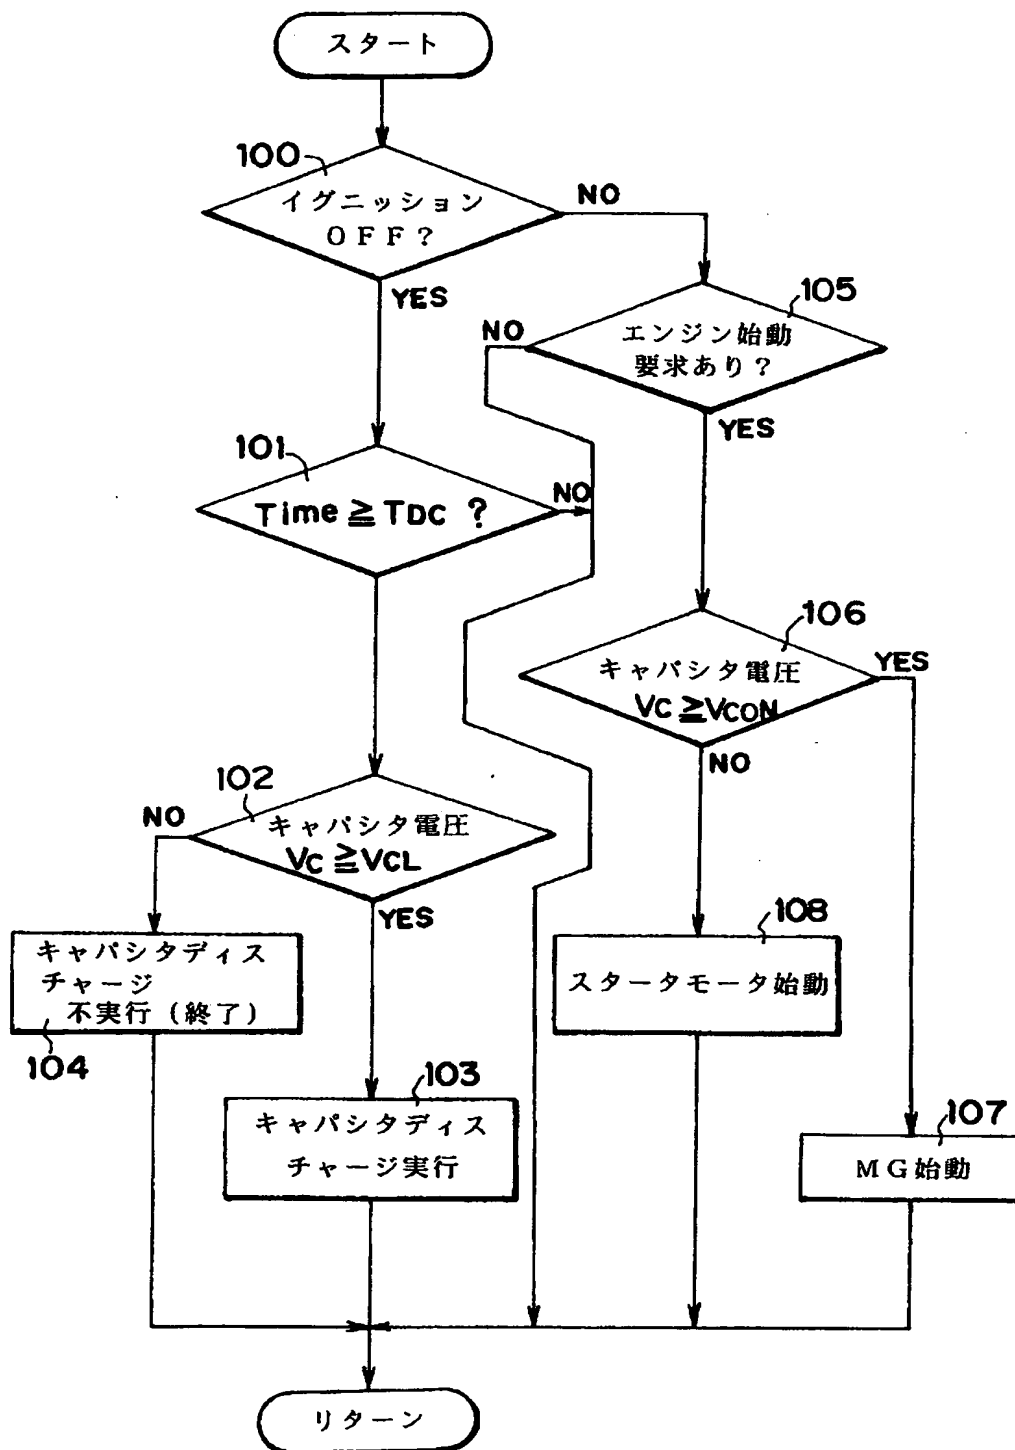 スタート
100
イグニッション
OFF?
NO
YES
105
エンジン始動
要求あり?
NO
YES
101
Time ≧ TDC ?
NO
106
キャパシタ電圧
VC ≧ VCON
YES
NO
102
キャパシタ電圧
VC ≧ VCL
NO
YES
キャパシタディス
チャージ
不実行(終了)
104
108
スタータモータ始動
103
キャパシタディス
チャージ実行
107
MG始動
リターン